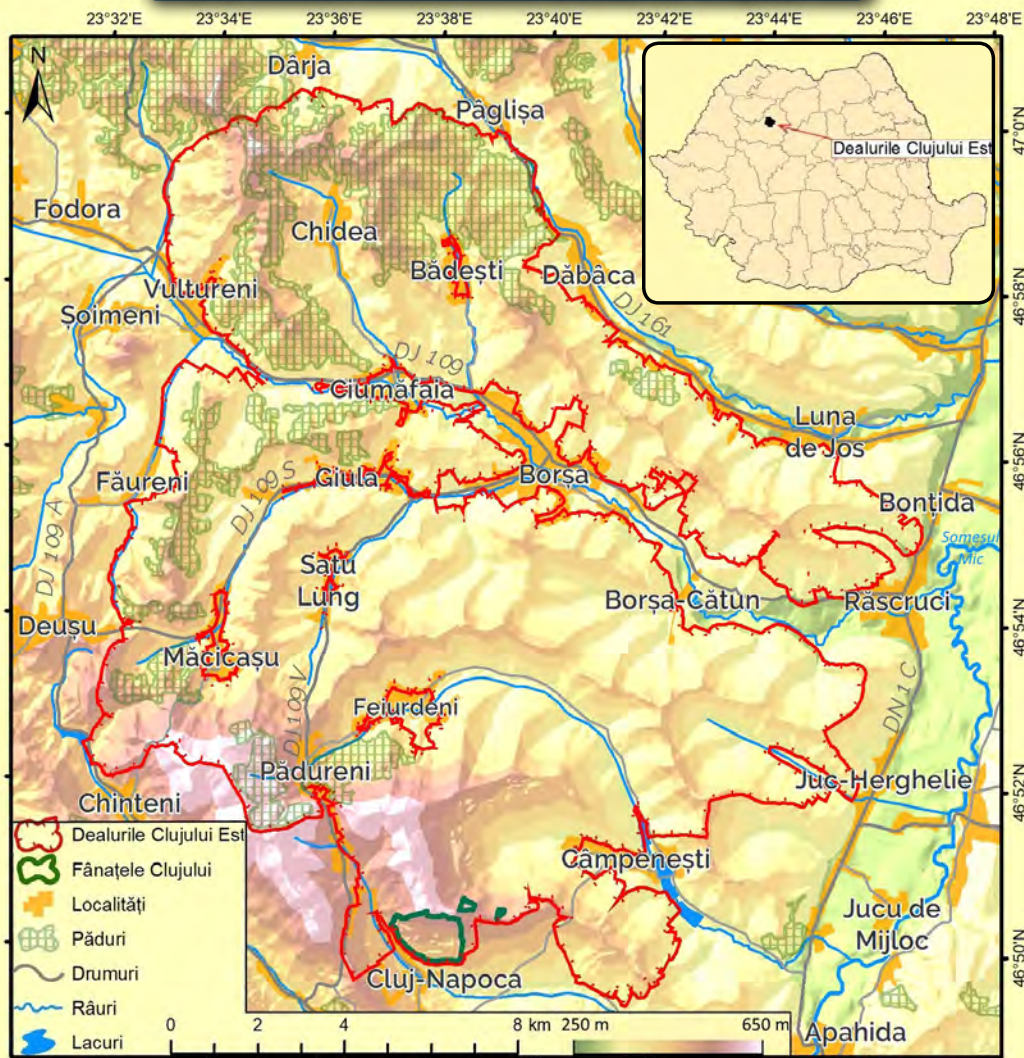 23°32'E 23°34'E 23°36'E 23°38'E 23°40'E 23°42'E 23°44'E 23°46'E 23°48'E
N
Dârja
Pâglișa
Dealurile Clujului Est
47°0'N
Fodora
Chidea
Bădești
Dăbâca
Vultureni
Șoimeni
DJ 161
46°58'N
DJ 109
Ciumăfaia
Luna
de Jos
46°56'N
Făureni
DJ 109 S
Giula
Borșa
Bonțida
DJ 109 A
Someșul
Mic
Satu
Lung
Borșa-Cătun
Răscruci
46°54'N
Deușu
Măcicașu
DJ 109 V
Feiurdeni
DN1 C
Pădureni
Juc-Herghelie
46°52'N
Chinteni
Câmpenești
Jucu de
Mijloc
46°50'N
Cluj-Napoca
Apahida
Dealurile Clujului Est
Fânațele Clujului
Localități
Păduri
Drumuri
Râuri
Lacuri
0 2 4 8 km 250 m 650 m